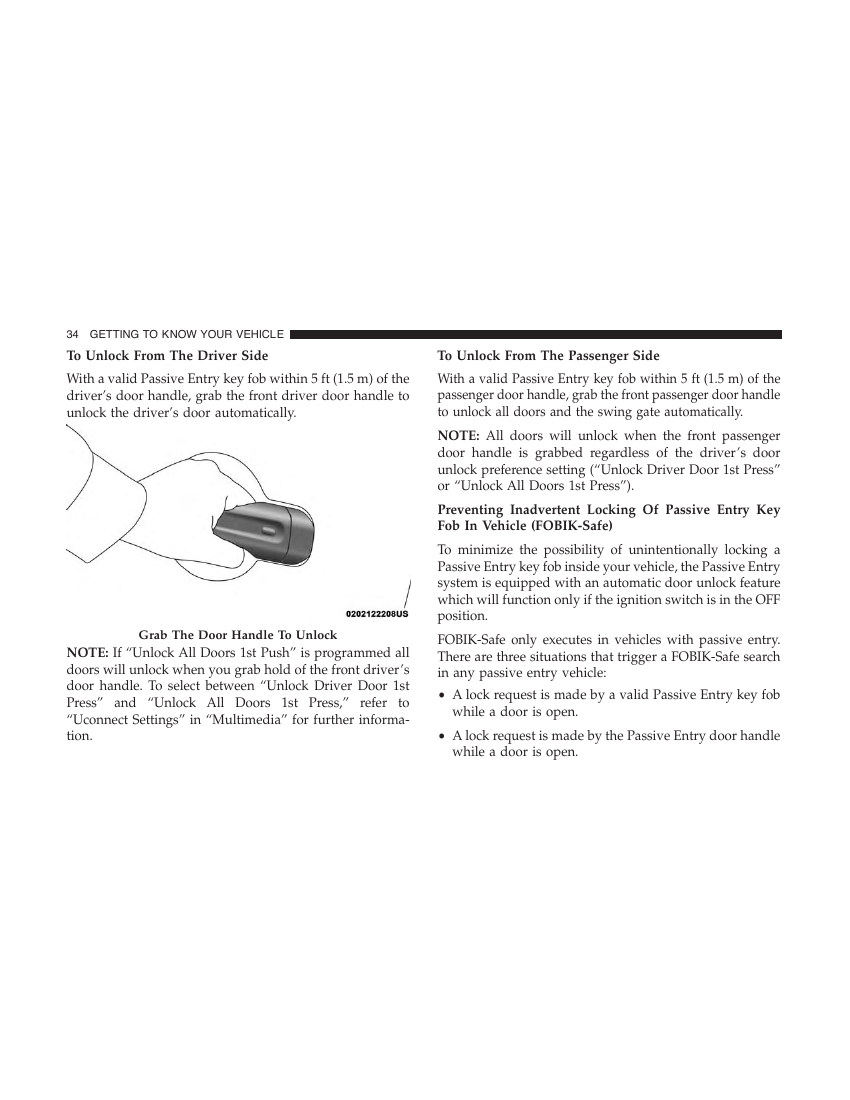 34 GETTING TO KNOW YOUR VEHICLE
To Unlock From The Driver Side
With a valid Passive Entry key fob within 5 ft (1.5 m) of the
driver’s door handle, grab the front driver door handle to
unlock the driver’s door automatically.
0202122208US
Grab The Door Handle To Unlock
NOTE: If “Unlock All Doors 1st Push” is programmed all
doors will unlock when you grab hold of the front driver’s
door handle. To select between “Unlock Driver Door 1st
Press” and “Unlock All Doors 1st Press,” refer to
“Uconnect Settings” in “Multimedia” for further informa-
tion.
To Unlock From The Passenger Side
With a valid Passive Entry key fob within 5 ft (1.5 m) of the
passenger door handle, grab the front passenger door handle
to unlock all doors and the swing gate automatically.
NOTE: All doors will unlock when the front passenger
door handle is grabbed regardless of the driver’s door
unlock preference setting (“Unlock Driver Door 1st Press”
or “Unlock All Doors 1st Press”).
Preventing Inadvertent Locking Of Passive Entry Key
Fob In Vehicle (FOBIK-Safe)
To minimize the possibility of unintentionally locking a
Passive Entry key fob inside your vehicle, the Passive Entry
system is equipped with an automatic door unlock feature
which will function only if the ignition switch is in the OFF
position.
FOBIK-Safe only executes in vehicles with passive entry.
There are three situations that trigger a FOBIK-Safe search
in any passive entry vehicle:
• A lock request is made by a valid Passive Entry key fob
while a door is open.
• A lock request is made by the Passive Entry door handle
while a door is open.